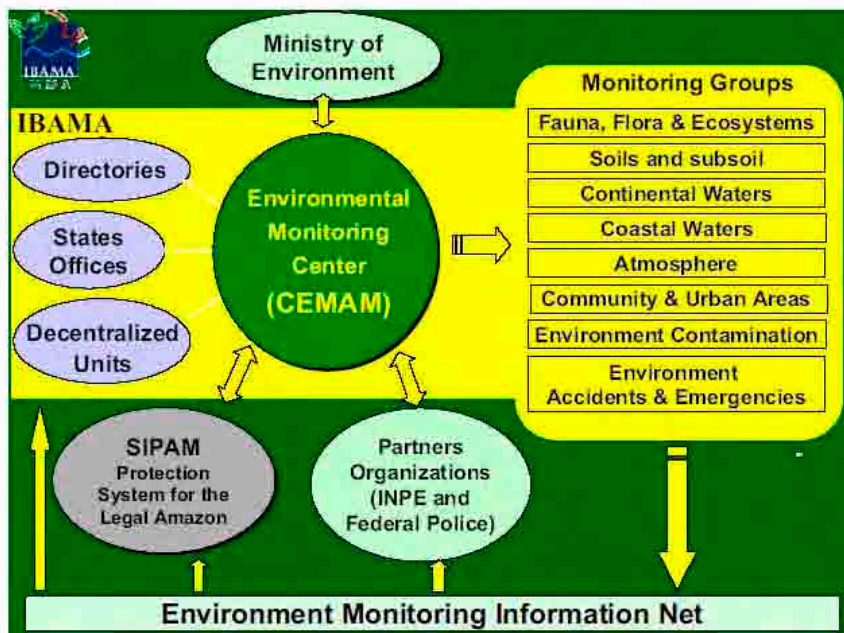 IBAMA
M M A
Ministry of
Environment
IBAMA
Directories
States
Offices
Decentralized
Units
Environmental
Monitoring
Center
(CEMAM)
Monitoring Groups
Fauna, Flora & Ecosystems
Soils and subsoil
Continental Waters
Coastal Waters
Atmosphere
Community & Urban Areas
Environment Contamination
Environment
Accidents & Emergencies
SIPAM
Protection
System for the
Legal Amazon
Partners
Organizations
(INPE and
Federal Police)
Environment Monitoring Information Net